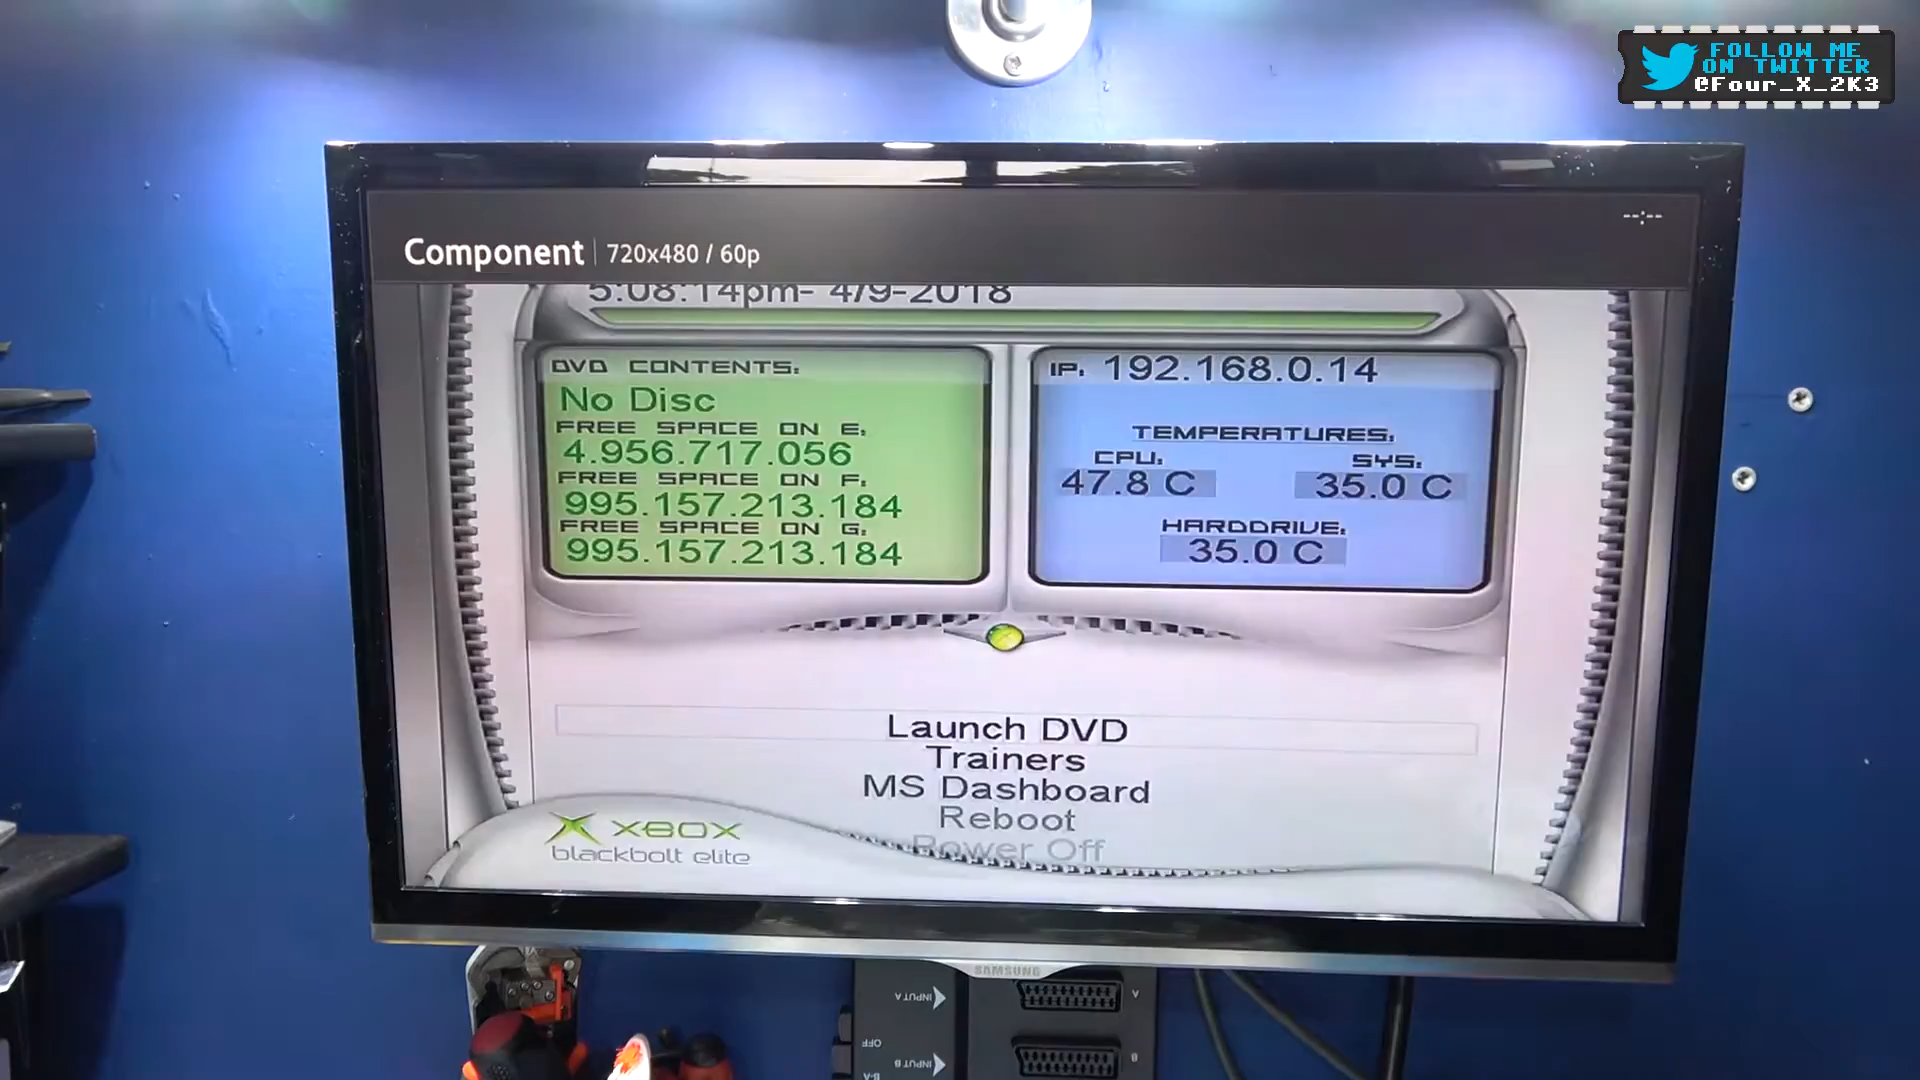 FOLLOW ME
ON TWITTER
@Four_X_2K3
--:--
Component 720x480 / 60p
5:08:14pm- 4/9-2018
DVD CONTENTS:
No Disc
FREE SPACE ON E:
4.956.717.056
FREE SPACE ON F:
995.157.213.184
FREE SPACE ON G:
995.157.213.184
IP: 192.168.0.14
TEMPERATURES:
CPU: SYS:
47.8 C 35.0 C
HARDDRIVE:
35.0 C
Launch DVD
Trainers
MS Dashboard
Reboot
Power Off
XBOX
blackbolt elite
SAMSUNG
INPUT A
A
OFF
INPUT B
B
B-A